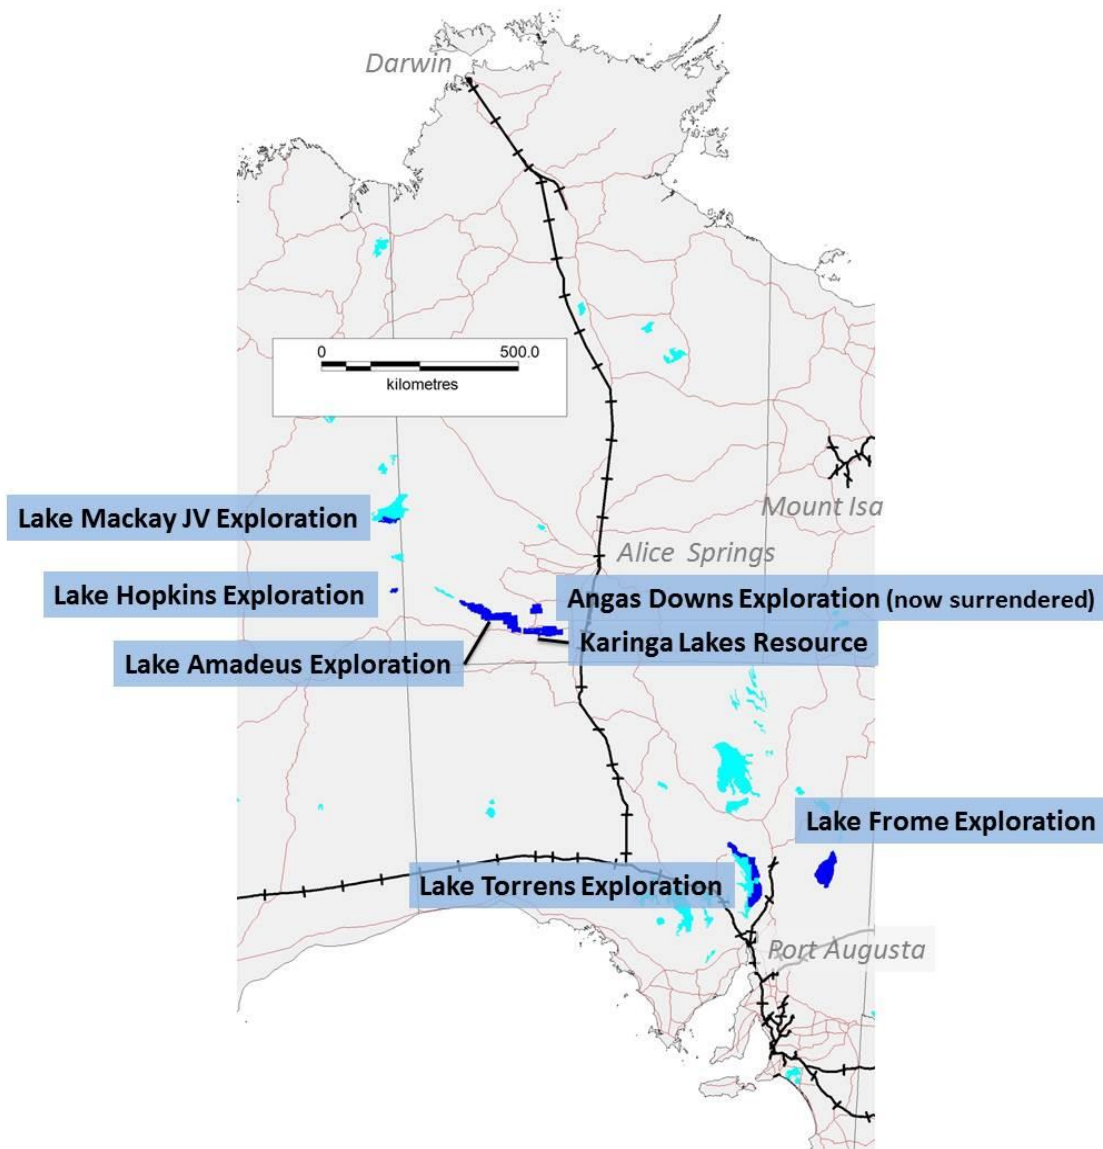 Darwin
0 500.0
kilometres
Lake Mackay JV Exploration
Mount Isa
Alice Springs
Lake Hopkins Exploration
Angas Downs Exploration (now surrendered)
Karinga Lakes Resource
Lake Amadeus Exploration
Lake Frome Exploration
Lake Torrens Exploration
Port Augusta